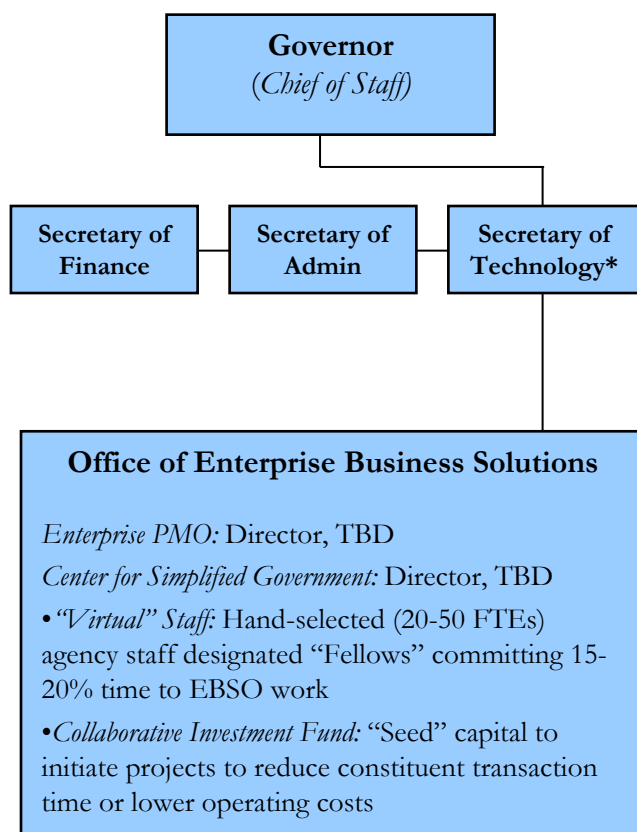 Governor
(Chief of Staff)
Secretary of
Finance
Secretary of
Admin
Secretary of
Technology*
Office of Enterprise Business Solutions
Enterprise PMO: Director, TBD
Center for Simplified Government: Director, TBD
•“Virtual” Staff: Hand-selected (20-50 FTEs)
agency staff designated “Fellows” committing 15-
20% time to EBSO work
•Collaborative Investment Fund: “Seed” capital to
initiate projects to reduce constituent transaction
time or lower operating costs